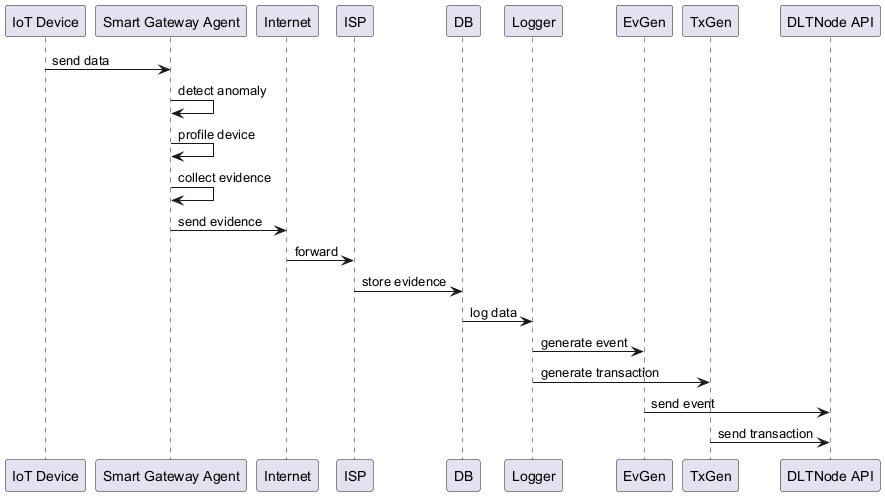 IoT Device Smart Gateway Agent Internet ISP DB Logger EvGen TxGen DLTNode API
send data
detect anomaly
profile device
collect evidence
send evidence
forward
store evidence
log data
generate event
generate transaction
send event
send transaction
IoT Device Smart Gateway Agent Internet ISP DB Logger EvGen TxGen DLTNode API